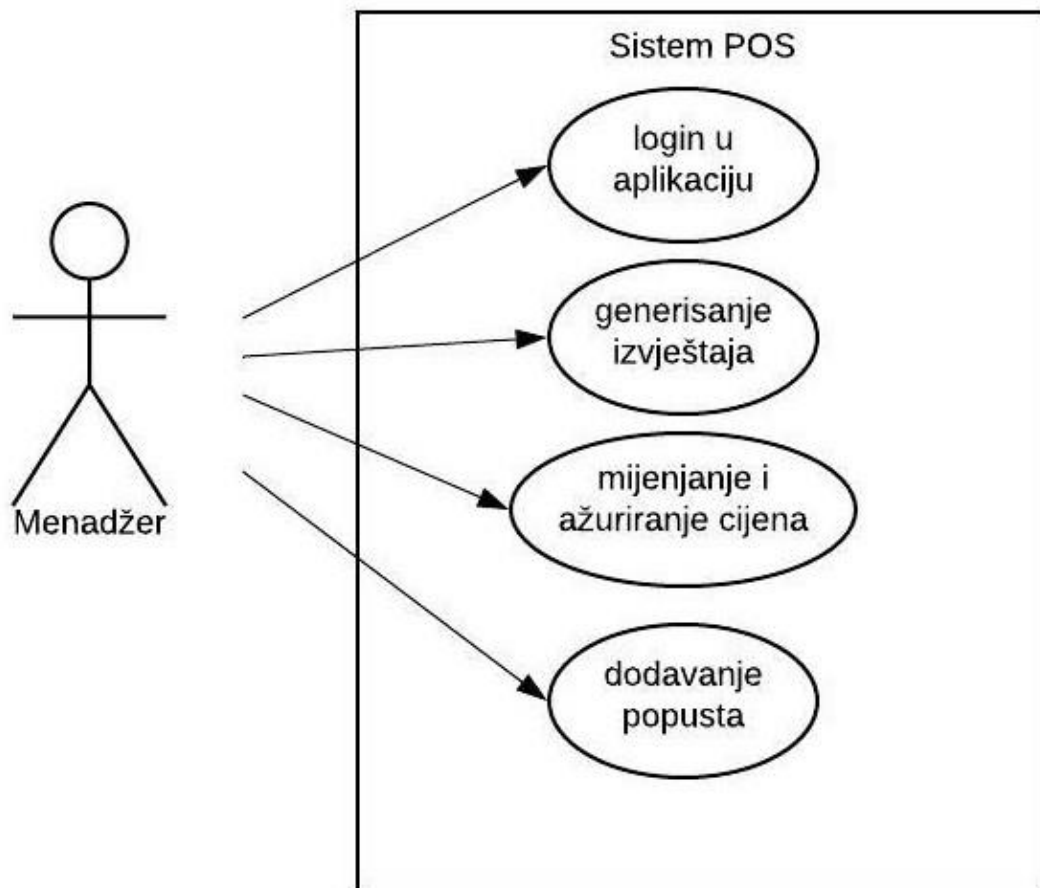 Sistem POS
login u
aplikaciju
generisanje
izvještaja
mijenjanje i
ažuriranje cijena
dodavanje
popusta
Menadžer